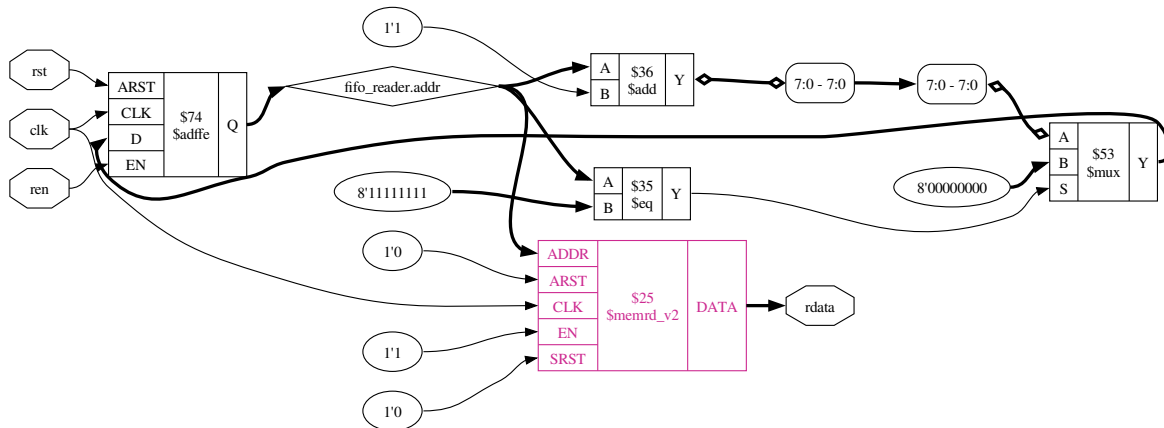 rst
clk
ren
ARST
CLK
D
EN
$74
$adffe
Q
fifo_reader.addr
1'1
A
B
$36
$add
Y
7:0 - 7:0
7:0 - 7:0
A
B
S
$53
$mux
Y
8'11111111
A
B
$35
$eq
Y
8'00000000
1'0
1'1
1'0
ADDR
ARST
CLK
EN
SRST
$25
$memrd_v2
DATA
rdata